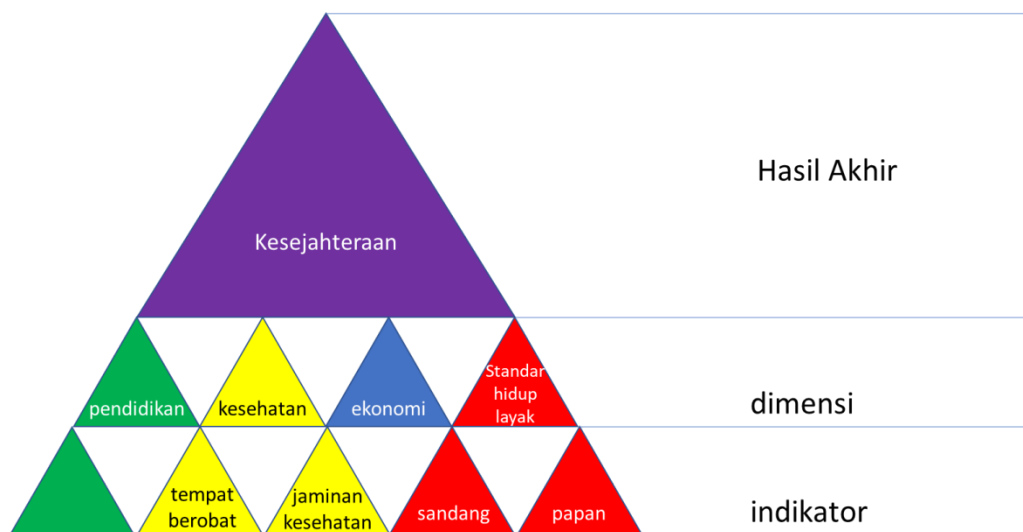 Hasil Akhir
Kesejahteraan
pendidikan
kesehatan
ekonomi
Standar
hidup
layak
dimensi
tempat
berobat
jaminan
kesehatan
sandang
papan
indikator